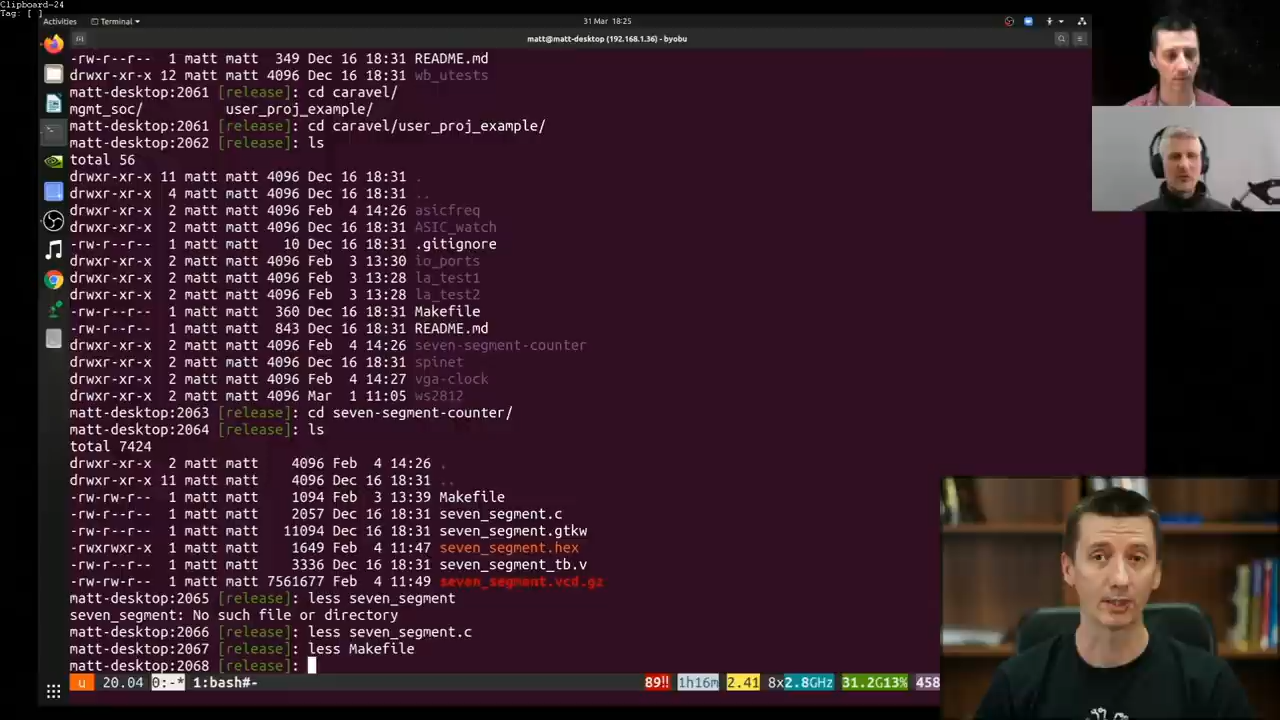 Clipboard-24
Tag: [ ]
Activities Terminal 31 Mar 18:25
matt@matt-desktop (192.168.1.36) - byobu
-rw-r--r-- 1 matt matt 349 Dec 16 18:31 README.md
drwxr-xr-x 12 matt matt 4096 Dec 16 18:31 wb_utests
matt-desktop:2061 [release]: cd caravel/
mgmt_soc/ user_proj_example/
matt-desktop:2061 [release]: cd caravel/user_proj_example/
matt-desktop:2062 [release]: ls
total 56
drwxr-xr-x 11 matt matt 4096 Dec 16 18:31 .
drwxr-xr-x 4 matt matt 4096 Dec 16 18:31 ..
drwxr-xr-x 2 matt matt 4096 Feb 4 14:26 asicfreq
drwxr-xr-x 2 matt matt 4096 Dec 16 18:31 ASIC_watch
-rw-r--r-- 1 matt matt 10 Dec 16 18:31 .gitignore
drwxr-xr-x 2 matt matt 4096 Feb 3 13:30 io_ports
drwxr-xr-x 2 matt matt 4096 Feb 3 13:28 la_test1
drwxr-xr-x 2 matt matt 4096 Feb 3 13:28 la_test2
-rw-r--r-- 1 matt matt 360 Dec 16 18:31 Makefile
-rw-r--r-- 1 matt matt 843 Dec 16 18:31 README.md
drwxr-xr-x 2 matt matt 4096 Feb 4 14:26 seven-segment-counter
drwxr-xr-x 2 matt matt 4096 Dec 16 18:31 spinet
drwxr-xr-x 2 matt matt 4096 Feb 4 14:27 vga-clock
drwxr-xr-x 2 matt matt 4096 Mar 1 11:05 ws2812
matt-desktop:2063 [release]: cd seven-segment-counter/
matt-desktop:2064 [release]: ls
total 7424
drwxr-xr-x 2 matt matt 4096 Feb 4 14:26 .
drwxr-xr-x 11 matt matt 4096 Dec 16 18:31 ..
-rw-rw-r-- 1 matt matt 1094 Feb 3 13:39 Makefile
-rw-r--r-- 1 matt matt 2057 Dec 16 18:31 seven_segment.c
-rw-r--r-- 1 matt matt 11094 Dec 16 18:31 seven_segment.gtkw
-rwxrwxr-x 1 matt matt 1649 Feb 4 11:47 seven_segment.hex
-rw-r--r-- 1 matt matt 3336 Dec 16 18:31 seven_segment_tb.v
-rw-rw-r-- 1 matt matt 7561677 Feb 4 11:49 seven_segment.vcd.gz
matt-desktop:2065 [release]: less seven_segment
seven_segment: No such file or directory
matt-desktop:2066 [release]: less seven_segment.c
matt-desktop:2067 [release]: less Makefile
matt-desktop:2068 [release]:
u 20.04 0:-* 1:bash#- 89!! 1h16m 2.41 8x2.8GHz 31.2G13% 458